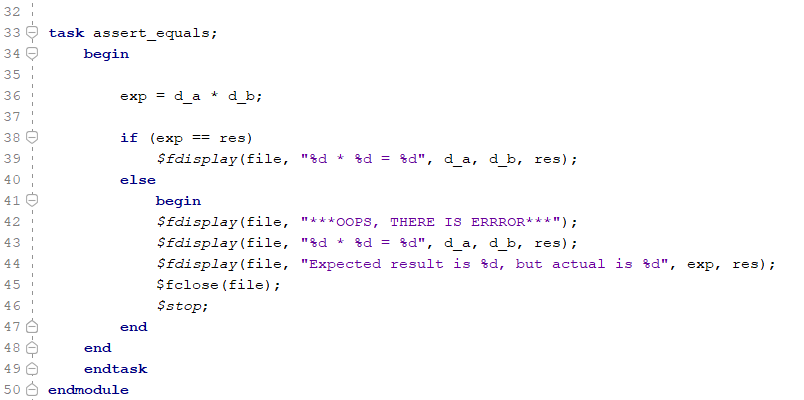 32
33 task assert_equals;
34 begin
35
36 exp = d_a * d_b;
37
38 if (exp == res)
39 $fdisplay(file, "%d * %d = %d", d_a, d_b, res);
40 else
41 begin
42 $fdisplay(file, "***OOPS, THERE IS ERRROR***");
43 $fdisplay(file, "%d * %d = %d", d_a, d_b, res);
44 $fdisplay(file, "Expected result is %d, but actual is %d", exp, res);
45 $fclose(file);
46 $stop;
47 end
48 end
49 endtask
50 endmodule